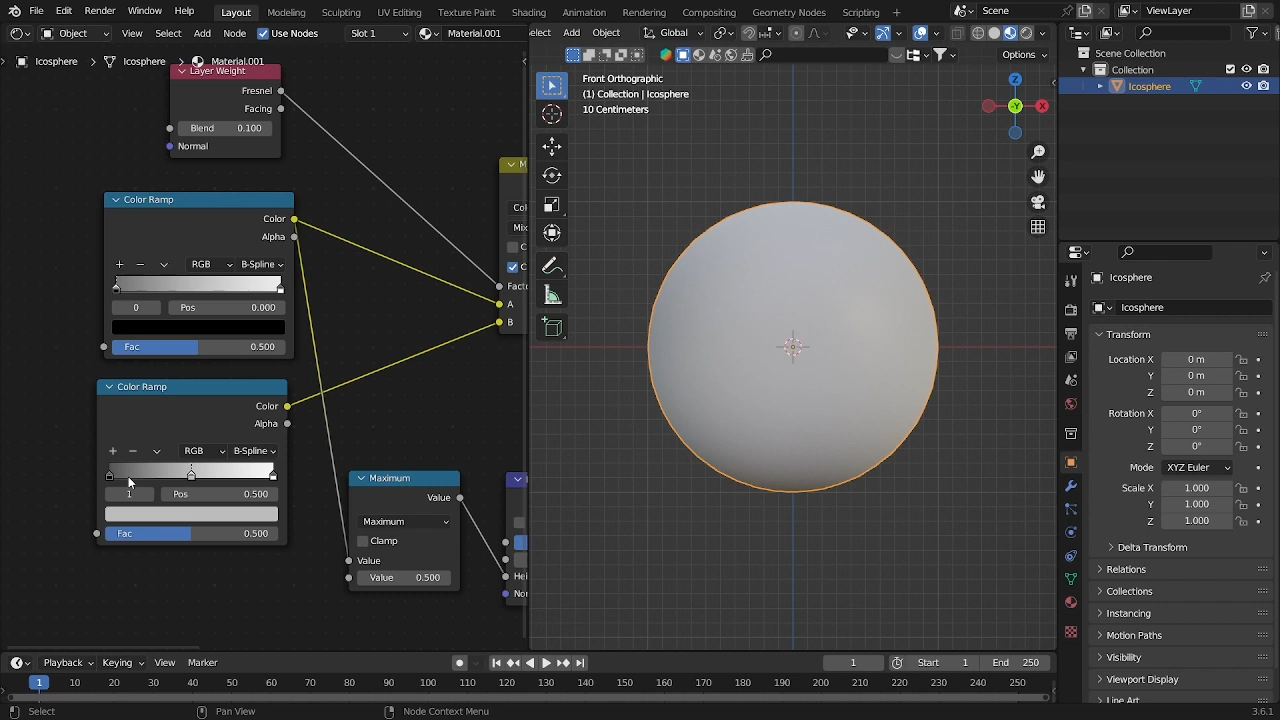 File Edit Render Window Help
Layout Modeling Sculpting UV Editing Texture Paint Shading Animation Rendering Compositing Geometry Nodes Scripting
Scene ViewLayer
Object View Select Add Node Use Nodes Slot 1 Material.001
elect Add Object Global
Options
Icosphere Icosphere Material.001
Layer Weight
Fresnel
Facing
Blend 0.100
Normal
Color Ramp
Color
Alpha
RGB B-Spline
0 Pos 0.000
Fac 0.500
Color Ramp
Color
Alpha
RGB B-Spline
1 Pos 0.500
Fac 0.500
Maximum
Value
Maximum
Clamp
Value
Value 0.500
M
Col
Mix
C
C
Facto
A
B
Hei
Nor
Front Orthographic
(1) Collection | Icosphere
10 Centimeters
Z
X
-Y
Scene Collection
Collection
Icosphere
Icosphere
Icosphere
Transform
Location X 0 m
Y 0 m
Z 0 m
Rotation X 0°
Y 0°
Z 0°
Mode XYZ Euler
Scale X 1.000
Y 1.000
Z 1.000
Delta Transform
Relations
Collections
Instancing
Motion Paths
Visibility
Viewport Display
Line Art
Playback Keying View Marker
1 Start 1 End 250
1 10 20 30 40 50 60 70 80 90 100 110 120 130 140 150 160 170 180 190 200 210 220 230 240 250
Select Pan View Node Context Menu 3.6.1